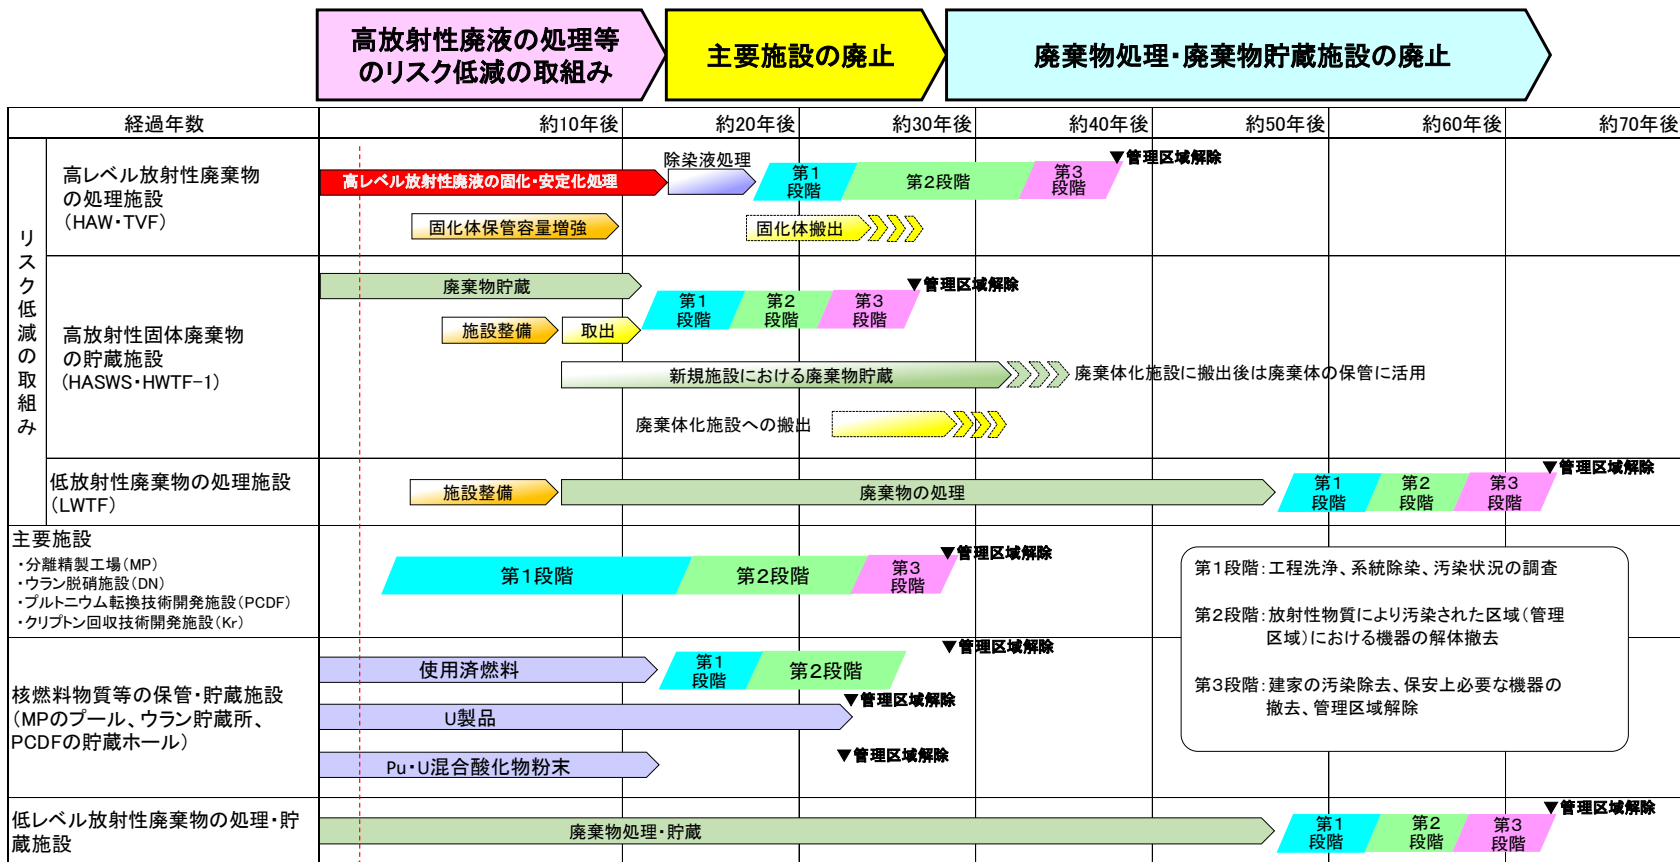 高放射性廃液の処理等
のリスク低減の取組み
主要施設の廃止
廃棄物処理・廃棄物貯蔵施設の廃止
経過年数
約10年後
約20年後
約30年後
約40年後
約50年後
約60年後
約70年後
リスク低減の取組み
高レベル放射性廃棄物
の処理施設
(HAW・TVF)
高レベル放射性廃液の固化・安定化処理
除染液処理
第1
段階
第2段階
第3
段階
▼管理区域解除
固化体保管容量増強
固化体搬出
高放射性固体廃棄物
の貯蔵施設
(HASWS・HWTF-1)
廃棄物貯蔵
第1
段階
第2
段階
第3
段階
▼管理区域解除
施設整備
取出
新規施設における廃棄物貯蔵
廃棄体化施設に搬出後は廃棄体の保管に活用
廃棄体化施設への搬出
低放射性廃棄物の処理施設
(LWTF)
施設整備
廃棄物の処理
第1
段階
第2
段階
第3
段階
▼管理区域解除
主要施設
・分離精製工場(MP)
・ウラン脱硝施設(DN)
・プルトニウム転換技術開発施設(PCDF)
・クリプトン回収技術開発施設(Kr)
第1段階
第2段階
第3
段階
▼管理区域解除
第1段階:工程洗浄、系統除染、汚染状況の調査
第2段階:放射性物質により汚染された区域(管理
区域)における機器の解体撤去
第3段階:建家の汚染除去、保安上必要な機器の
撤去、管理区域解除
核燃料物質等の保管・貯蔵施設
(MPのプール、ウラン貯蔵所、
PCDFの貯蔵ホール)
使用済燃料
第1
段階
第2段階
▼管理区域解除
U製品
▼管理区域解除
Pu・U混合酸化物粉末
▼管理区域解除
低レベル放射性廃棄物の処理・貯
蔵施設
廃棄物処理・貯蔵
第1
段階
第2
段階
第3
段階
▼管理区域解除